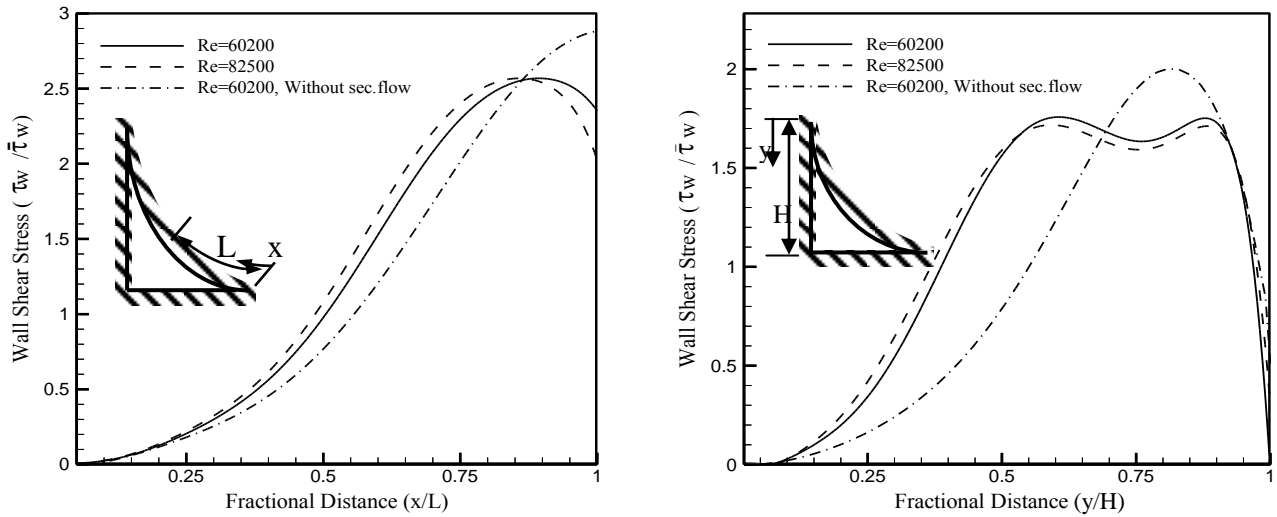 3
2.5
2
1.5
1
0.5
0
Wall Shear Stress ( τw /τ̄w )
Re=60200
Re=82500
Re=60200, Without sec.flow
L
x
0.25
0.5
0.75
1
Fractional Distance (x/L)
2
1.5
1
0.5
0
Wall Shear Stress ( τw / τ̄w )
Re=60200
Re=82500
Re=60200, Without sec.flow
y
H
0.25
0.5
0.75
1
Fractional Distance (y/H)